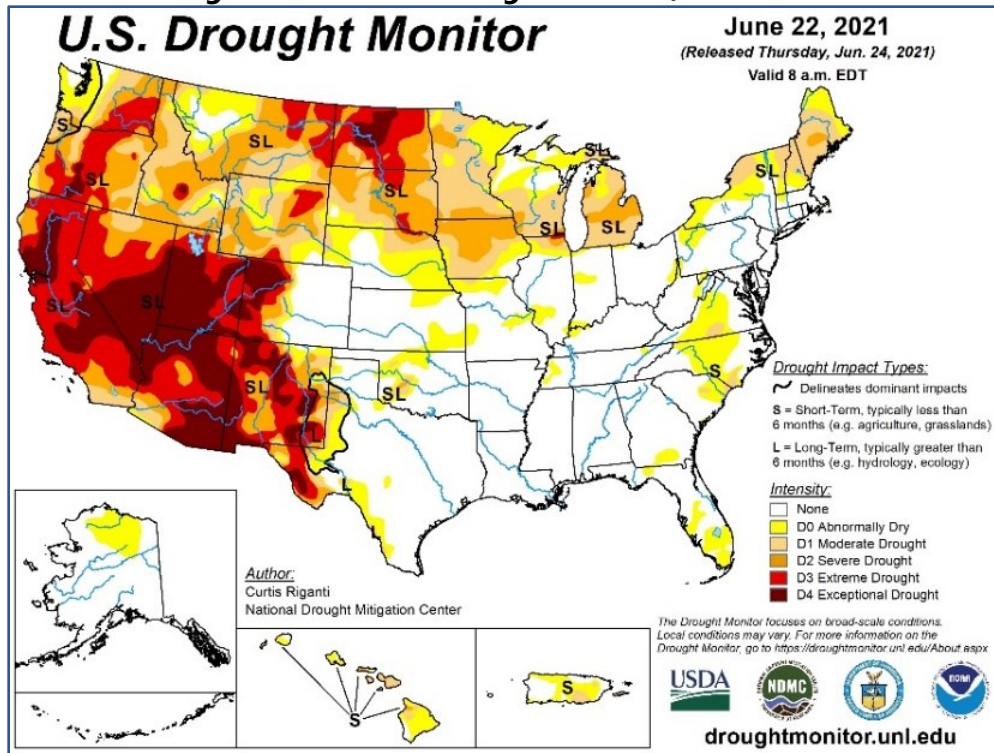 U.S. Drought Monitor
June 22, 2021
(Released Thursday, Jun. 24, 2021)
Valid 8 a.m. EDT
S
SL
SL
SL
SL
SL
SL
SL
SL
SL
SL
SL
S
SL
L
L
Drought Impact Types:
Delineates dominant impacts
S = Short-Term, typically less than
6 months (e.g. agriculture, grasslands)
L = Long-Term, typically greater than
6 months (e.g. hydrology, ecology)
Intensity:
None
D0 Abnormally Dry
D1 Moderate Drought
D2 Severe Drought
D3 Extreme Drought
D4 Exceptional Drought
Author:
Curtis Riganti
National Drought Mitigation Center
S
S
The Drought Monitor focuses on broad-scale conditions.
Local conditions may vary. For more information on the
Drought Monitor, go to https://droughtmonitor.unl.edu/About.aspx
USDA
NDMC
droughtmonitor.unl.edu